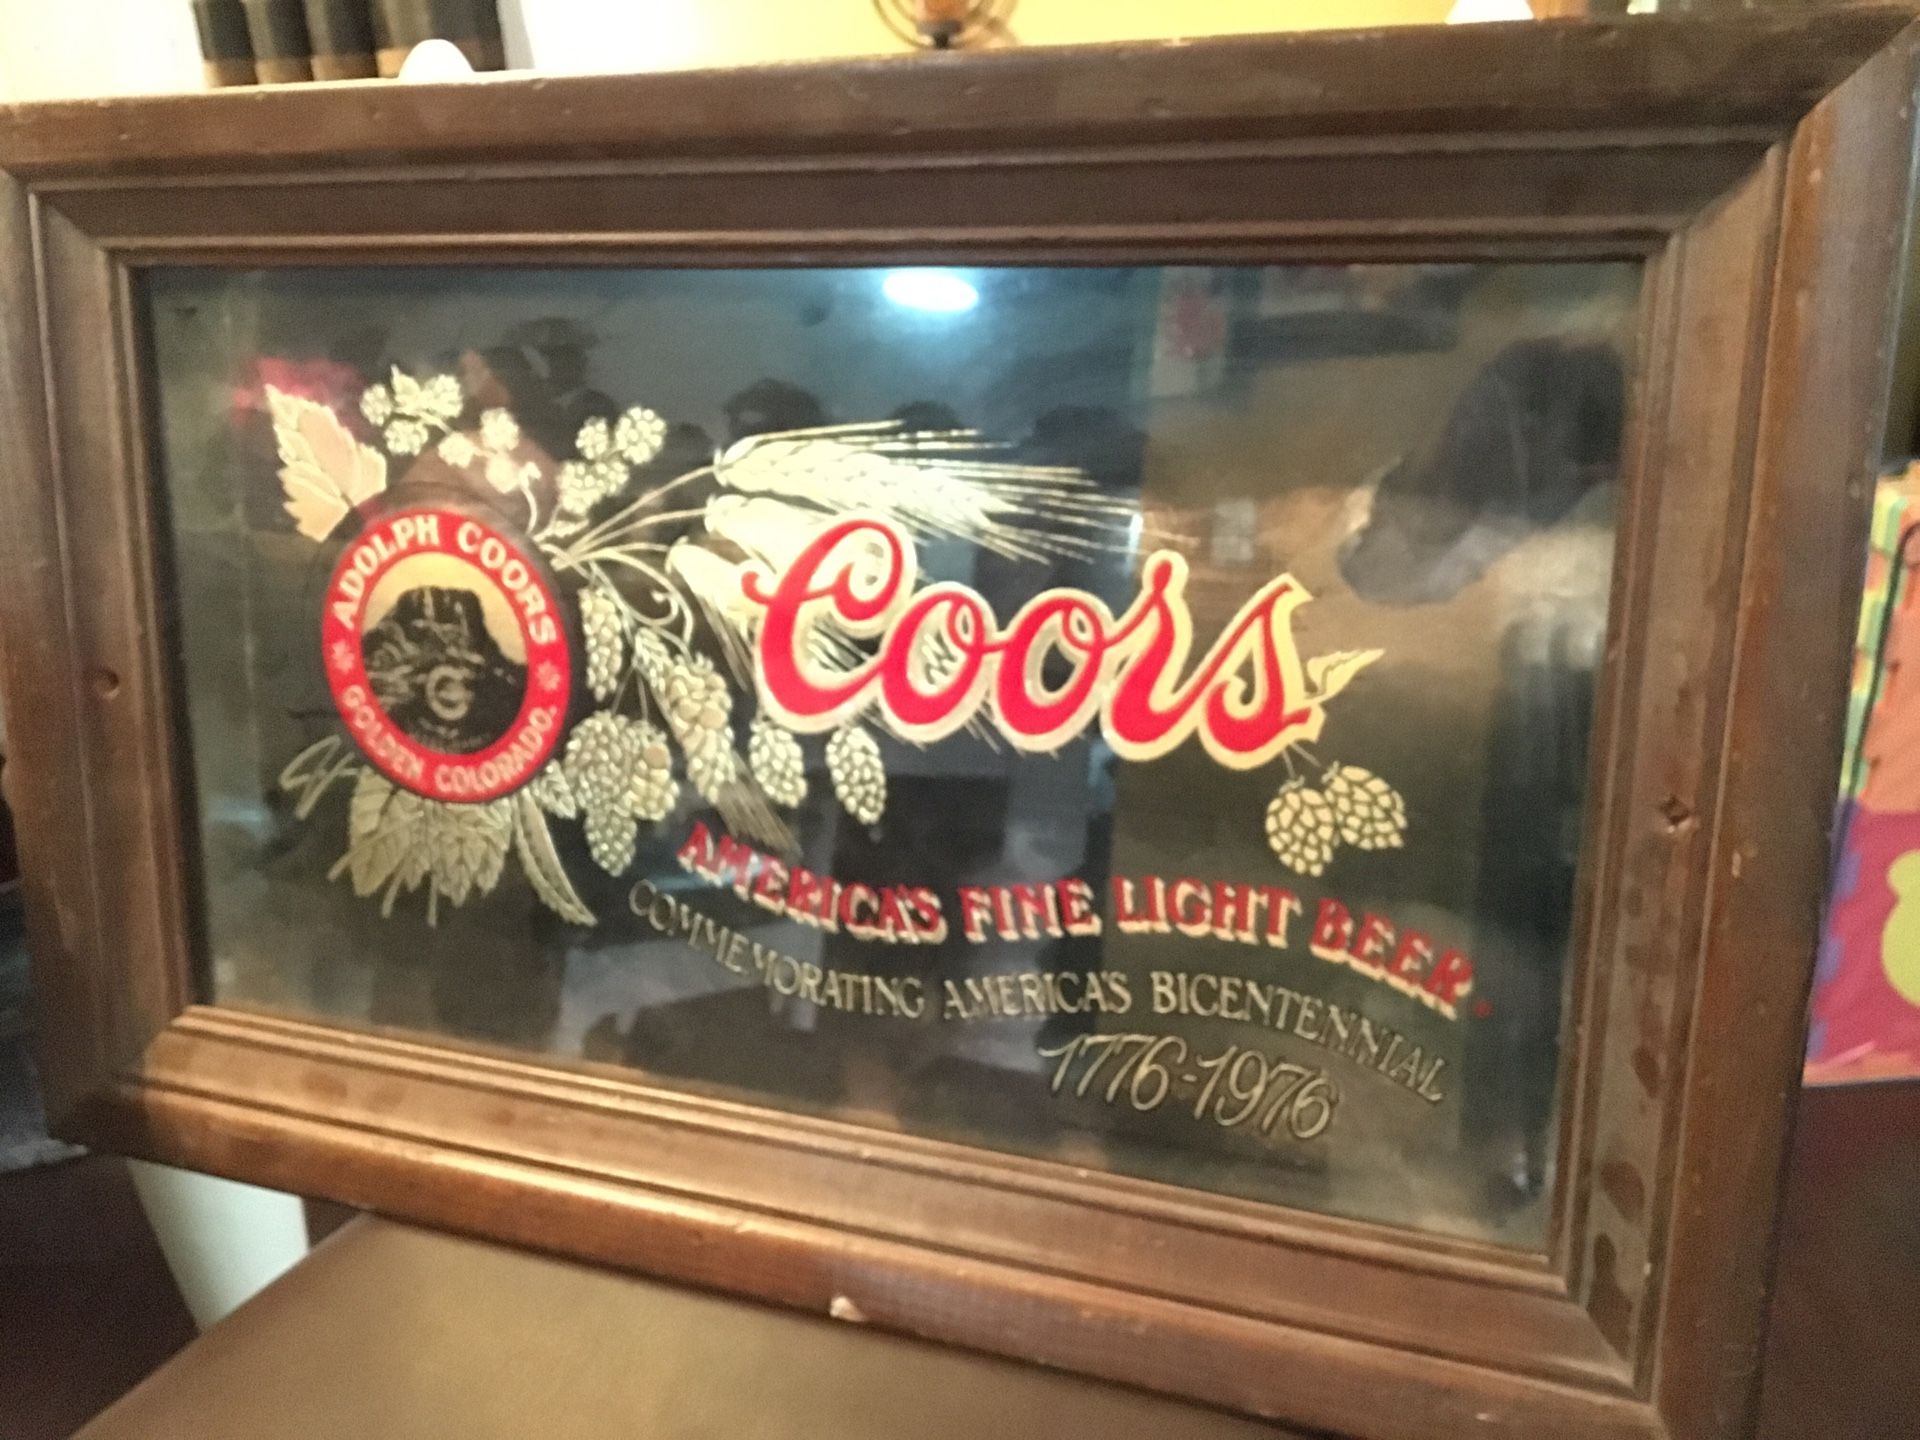 ADOLPH COORS
GOLDEN COLORADO.
Coors
AMERICA'S FINE LIGHT BEER
COMMEMORATING AMERICA'S BICENTENNIAL
1776-1976